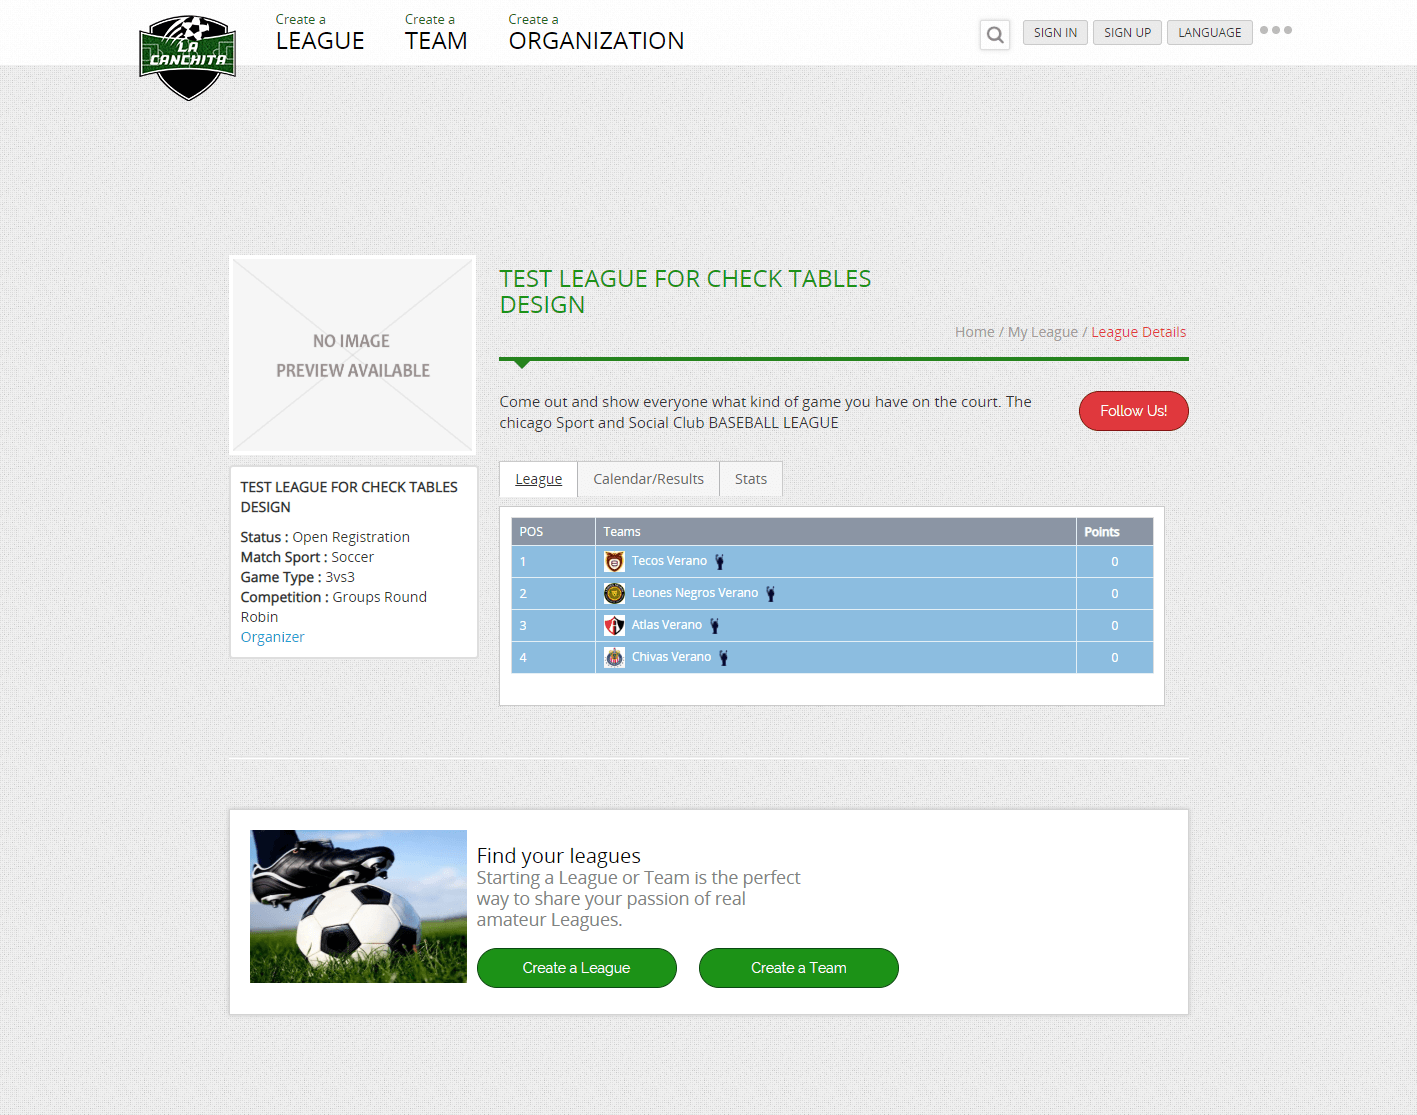 LA
CANCHITA
Create a
LEAGUE
Create a
TEAM
Create a
ORGANIZATION
SIGN IN
SIGN UP
LANGUAGE
NO IMAGE
PREVIEW AVAILABLE
TEST LEAGUE FOR CHECK TABLES
DESIGN
Home / My League / League Details
Come out and show everyone what kind of game you have on the court. The
chicago Sport and Social Club BASEBALL LEAGUE
Follow Us!
TEST LEAGUE FOR CHECK TABLES
DESIGN
Status : Open Registration
Match Sport : Soccer
Game Type : 3vs3
Competition : Groups Round
Robin
Organizer
League
Calendar/Results
Stats
POS Teams Points
1 Tecos Verano 0
2 Leones Negros Verano 0
3 Atlas Verano 0
4 Chivas Verano 0
Find your leagues
Starting a League or Team is the perfect
way to share your passion of real
amateur Leagues.
Create a League
Create a Team